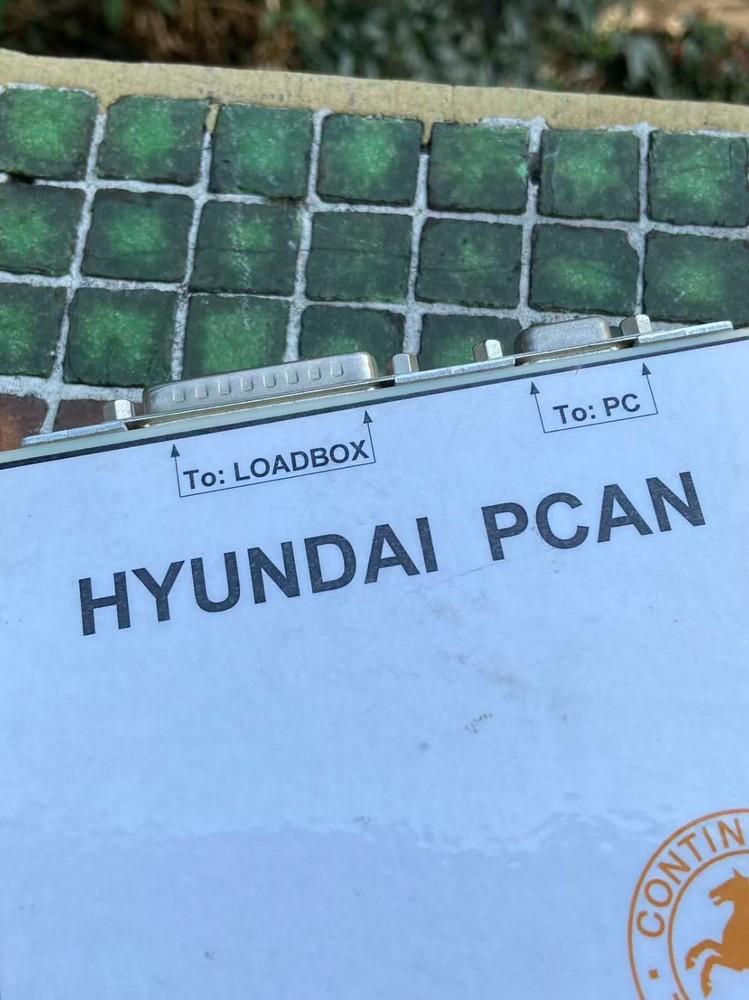 To: LOADBOX
To: PC
HYUNDAI PCAN
CONTIN